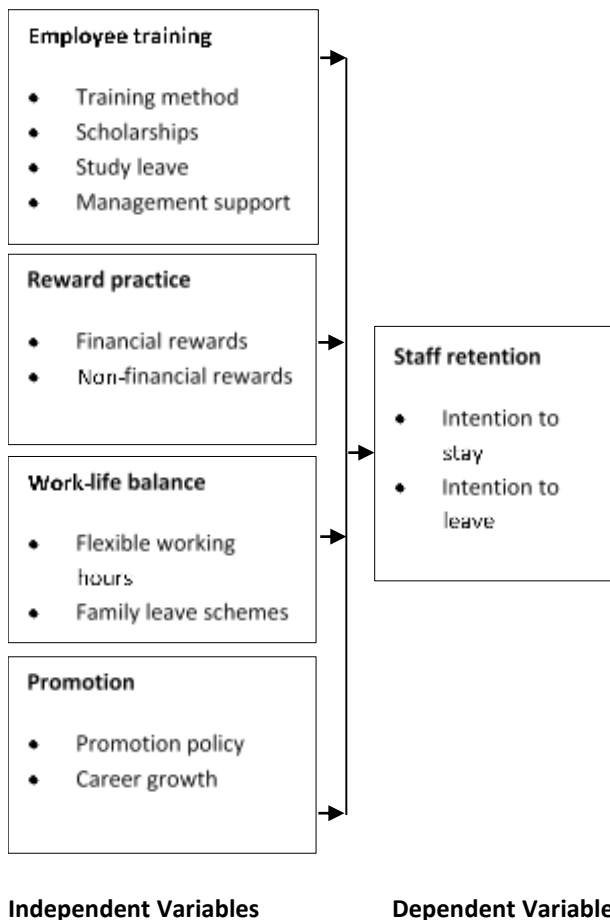 Employee training
• Training method
• Scholarships
• Study leave
• Management support
Reward practice
• Financial rewards
• Non-financial rewards
Work-life balance
• Flexible working
hours
• Family leave schemes
Promotion
• Promotion policy
• Career growth
Staff retention
• Intention to
stay
• Intention to
leave
Independent Variables
Dependent Variable